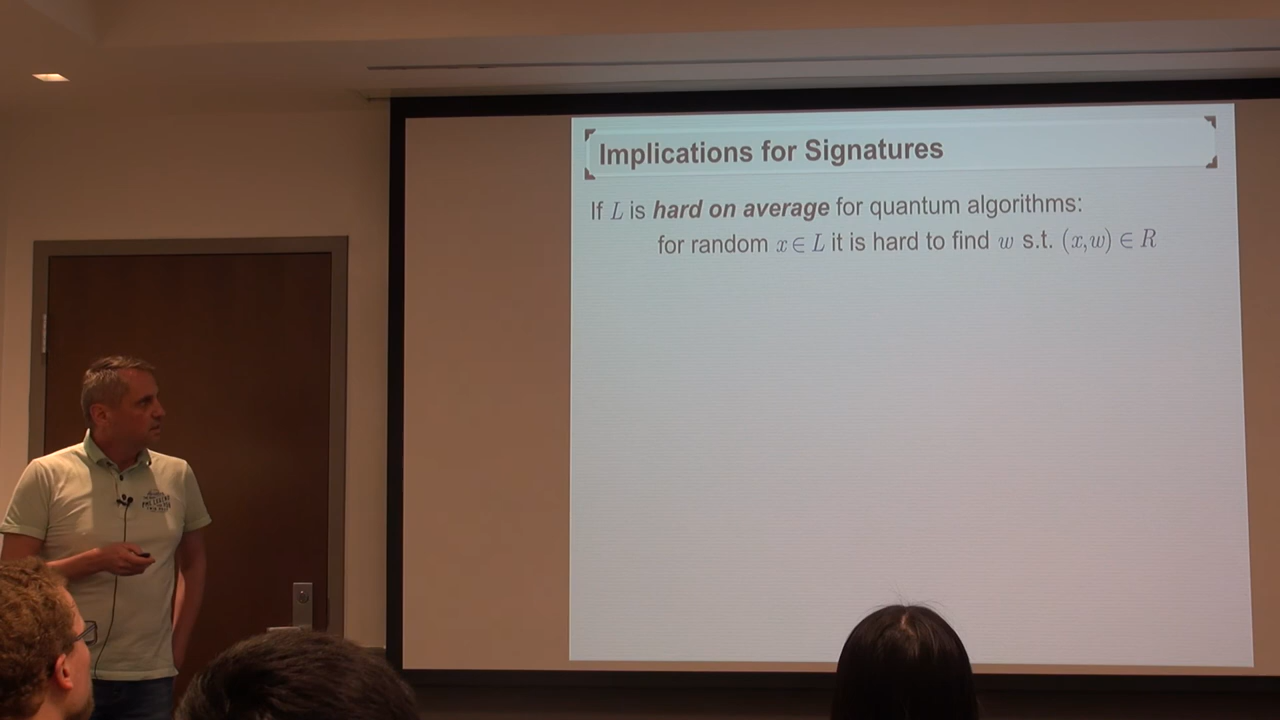 Implications for Signatures
If L is hard on average for quantum algorithms:
for random x ∈ L it is hard to find w s.t. (x,w) ∈ R